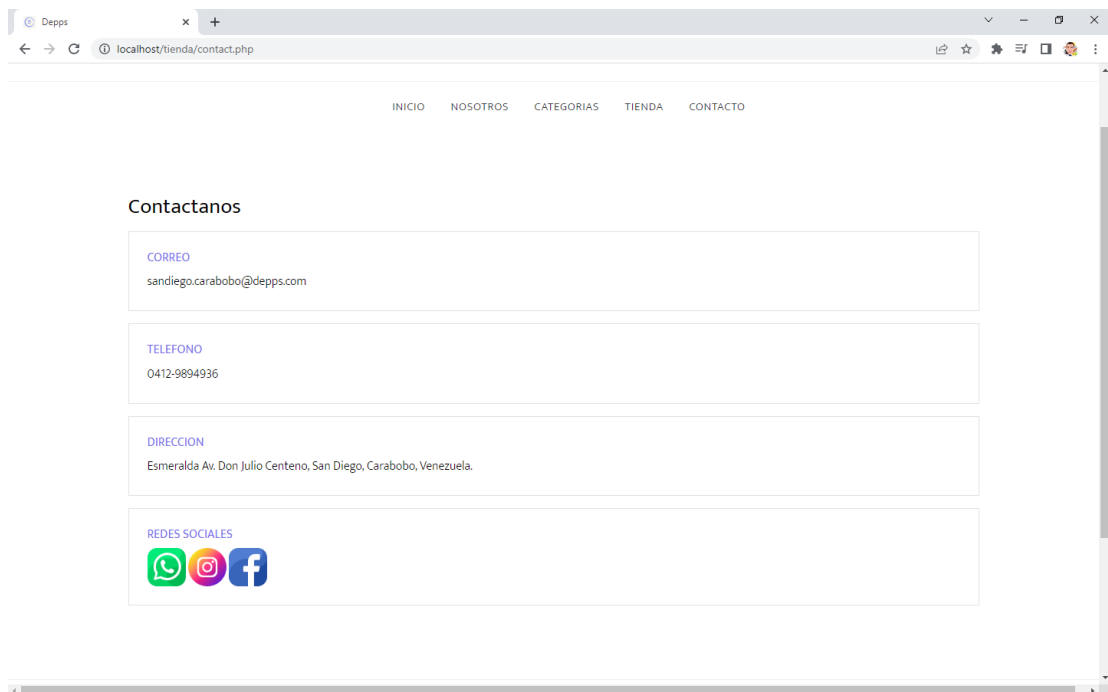 Depps
localhost/tienda/contact.php
INICIO NOSOTROS CATEGORIAS TIENDA CONTACTO
Contactanos
CORREO
sandiego.carabobo@depps.com
TELEFONO
0412-9894936
DIRECCION
Esmeralda Av. Don Julio Centeno, San Diego, Carabobo, Venezuela.
REDES SOCIALES